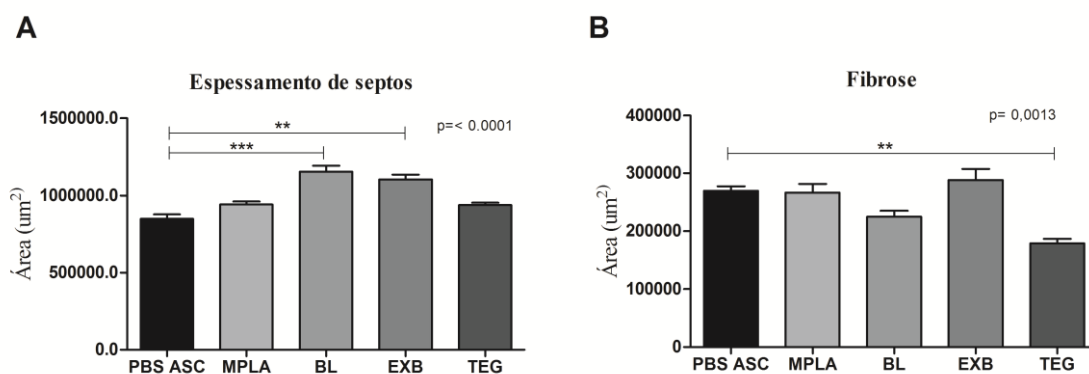 A
Espessamento de septos
p=< 0.0001
**
***
Área (um²)
1500000.0
1000000.0
500000.0
0.0
PBS ASC MPLA BL EXB TEG
B
Fibrose
p= 0,0013
**
Área (um²)
400000
300000
200000
100000
0
PBS ASC MPLA BL EXB TEG